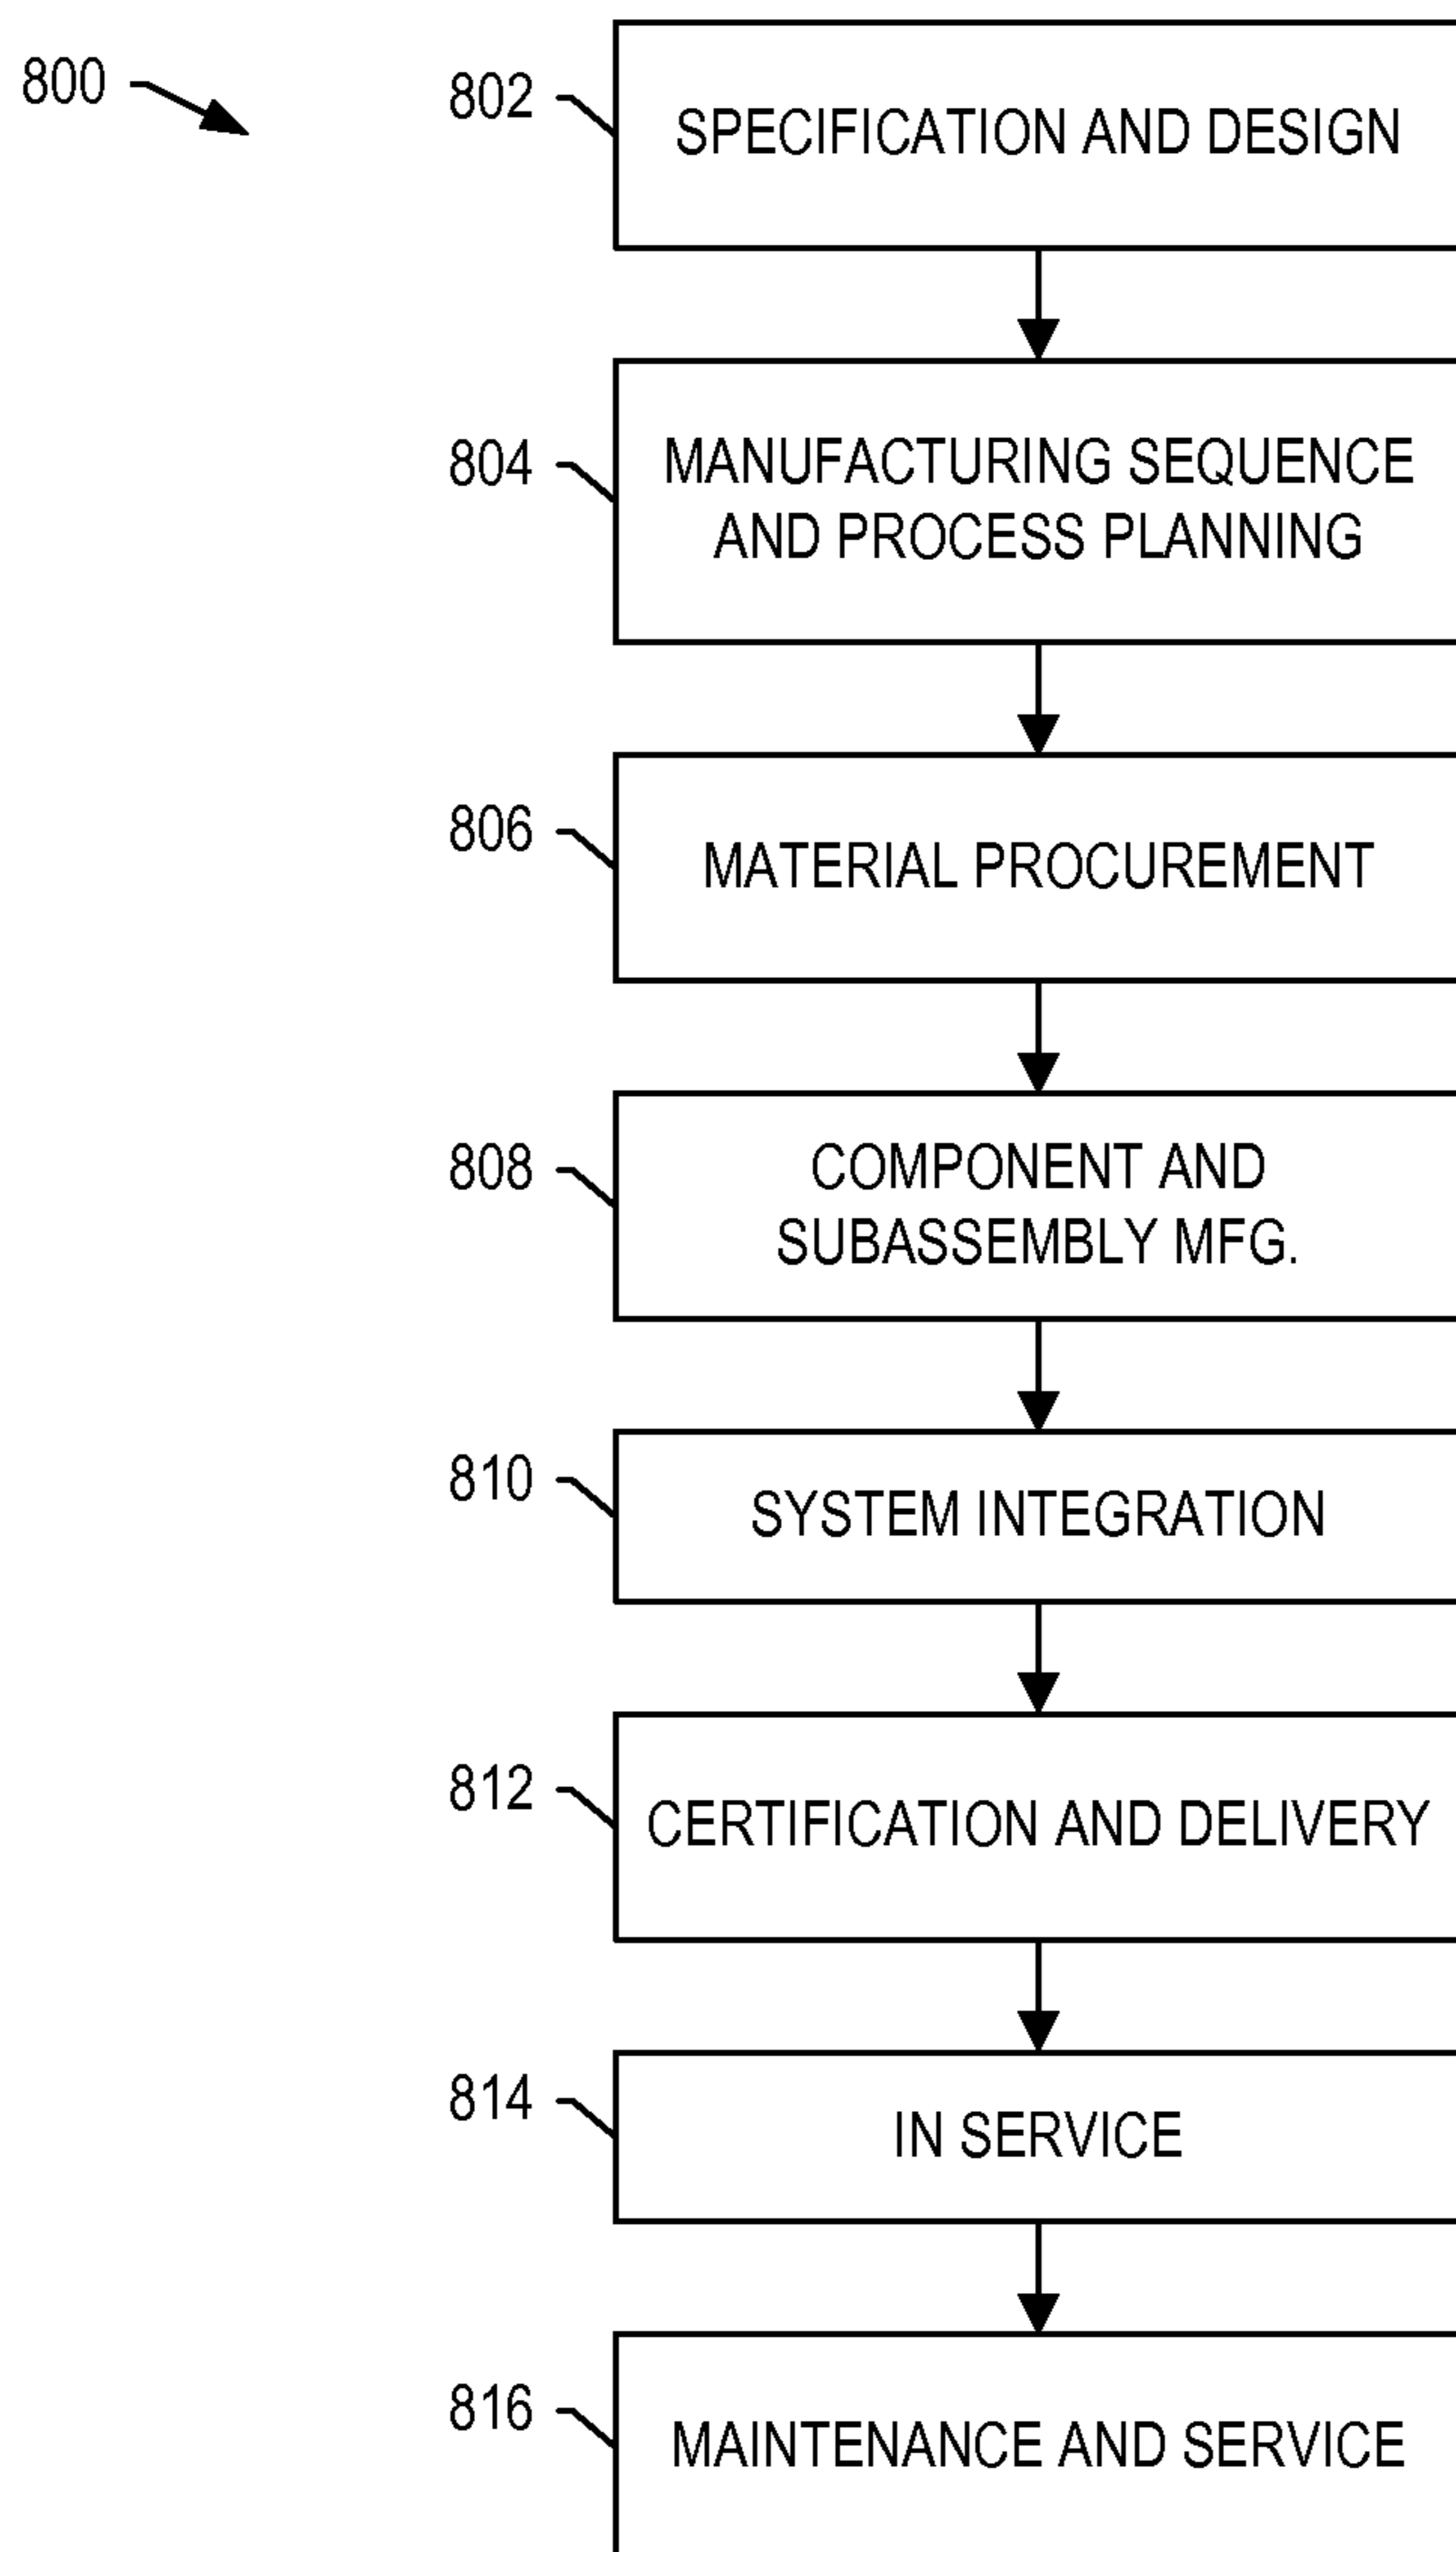 800
802
SPECIFICATION AND DESIGN
804
MANUFACTURING SEQUENCE
AND PROCESS PLANNING
806
MATERIAL PROCUREMENT
808
COMPONENT AND
SUBASSEMBLY MFG.
810
SYSTEM INTEGRATION
812
CERTIFICATION AND DELIVERY
814
IN SERVICE
816
MAINTENANCE AND SERVICE